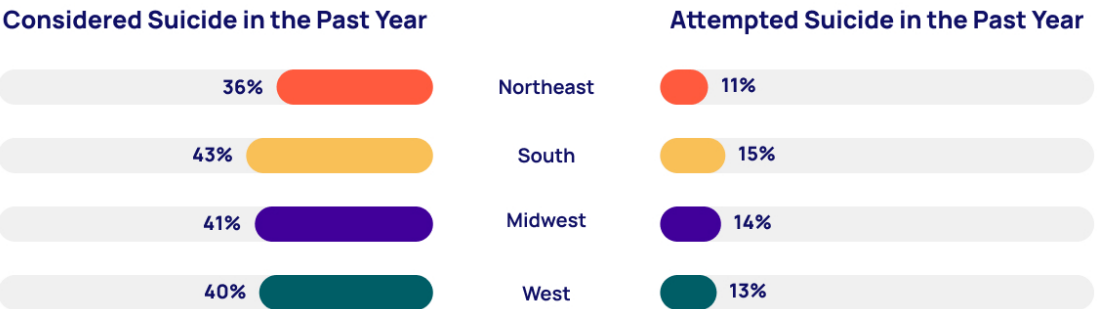 Considered Suicide in the Past Year
Attempted Suicide in the Past Year
36% Northeast 11%
43% South 15%
41% Midwest 14%
40% West 13%